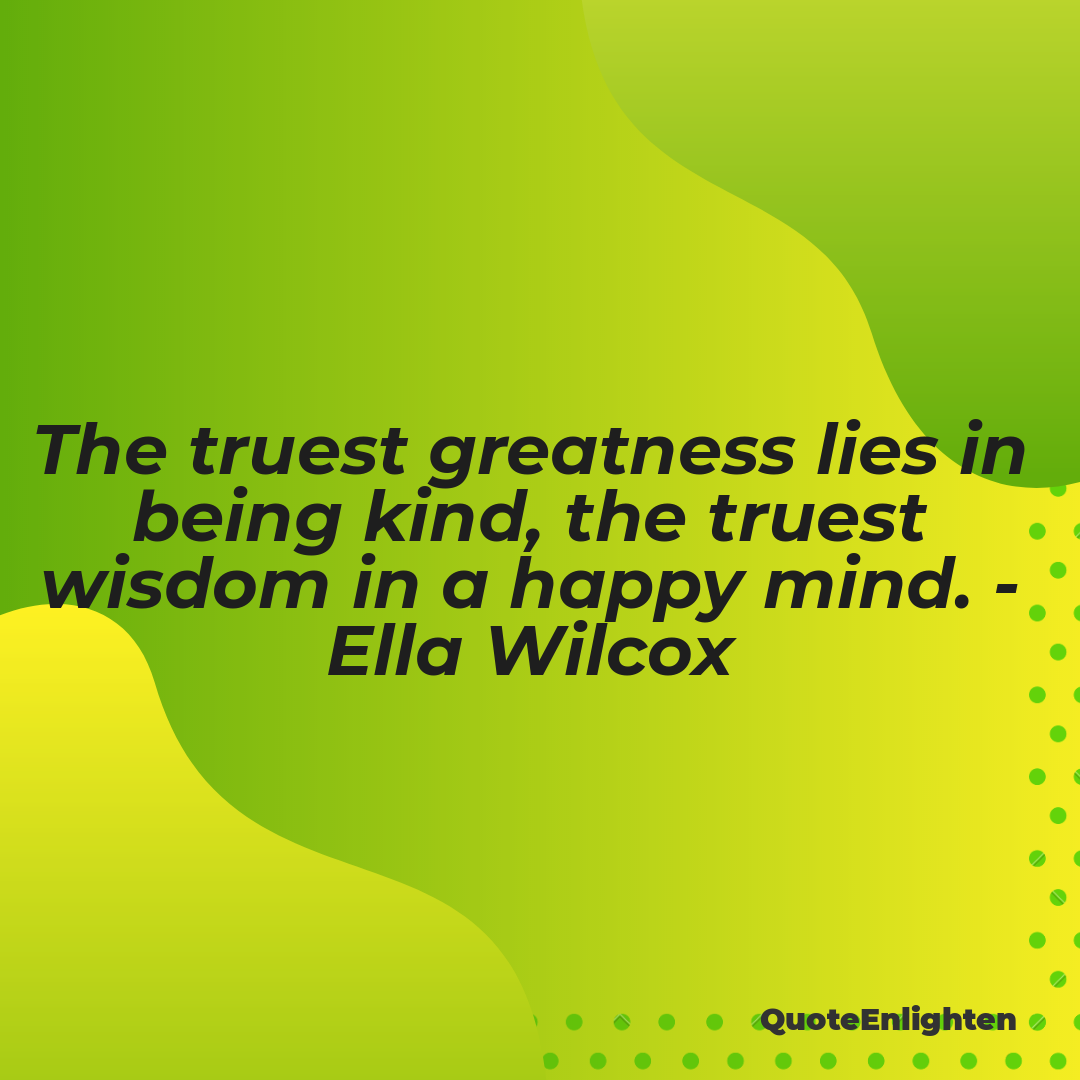 The truest greatness lies in
being kind, the truest
wisdom in a happy mind. -
Ella Wilcox
QuoteEnlighten